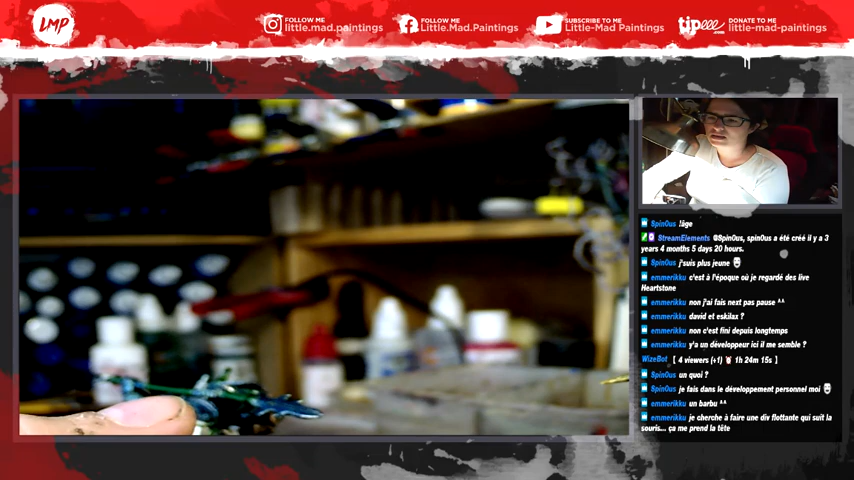 LMP
FOLLOW ME
little.mad.paintings
FOLLOW ME
Little.Mad.Paintings
SUBSCRIBE TO ME
Little-Mad Paintings
tipeee.com
DONATE TO ME
little-mad-paintings
Spin0us !âge
StreamElements @Spin0us, spin0us a été créé il y a 3
years 4 months 5 days 20 hours.
Spin0us j'suis plus jeune
emmerikku c'est à l'époque où je regardé des live
Heartstone
emmerikku non j'ai fais next pas pause ^^
emmerikku david et eskilax ?
emmerikku non c'est fini depuis longtemps
emmerikku y'a un développeur ici il me semble ?
WizeBot [ 4 viewers (+1) 1h 24m 15s ]
Spin0us un quoi ?
Spin0us je fais dans le développement personnel moi
emmerikku un barbu ^^
emmerikku je cherche à faire une div flottante qui suit la
souris... ça me prend la tête